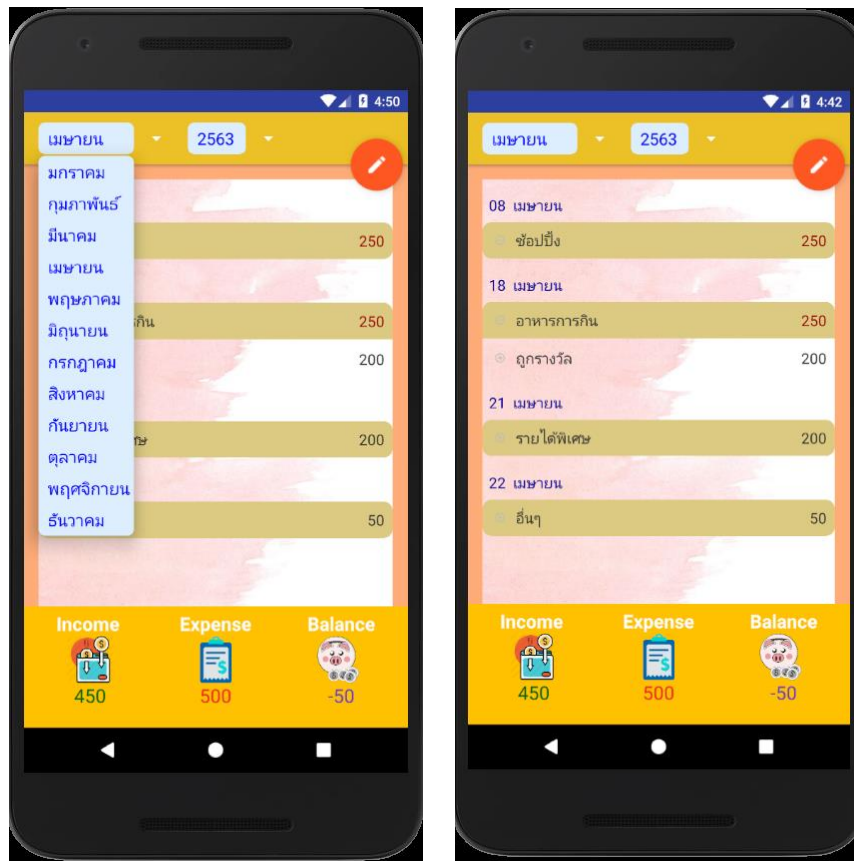 4:50
เมษายน 2563
มกราคม
กุมภาพันธ์
มีนาคม
250
เมษายน
พฤษภาคม
มิถุนายน
รกิน 250
กรกฎาคม 200
สิงหาคม
กันยายน
ษ 200
ตุลาคม
พฤศจิกายน
ธันวาคม 50
Income Expense Balance
450 500 -50
4:42
เมษายน 2563
08 เมษายน
ช้อปปิ้ง 250
18 เมษายน
อาหารการกิน 250
ถูกรางวัล 200
21 เมษายน
รายได้พิเศษ 200
22 เมษายน
อื่นๆ 50
Income Expense Balance
450 500 -50